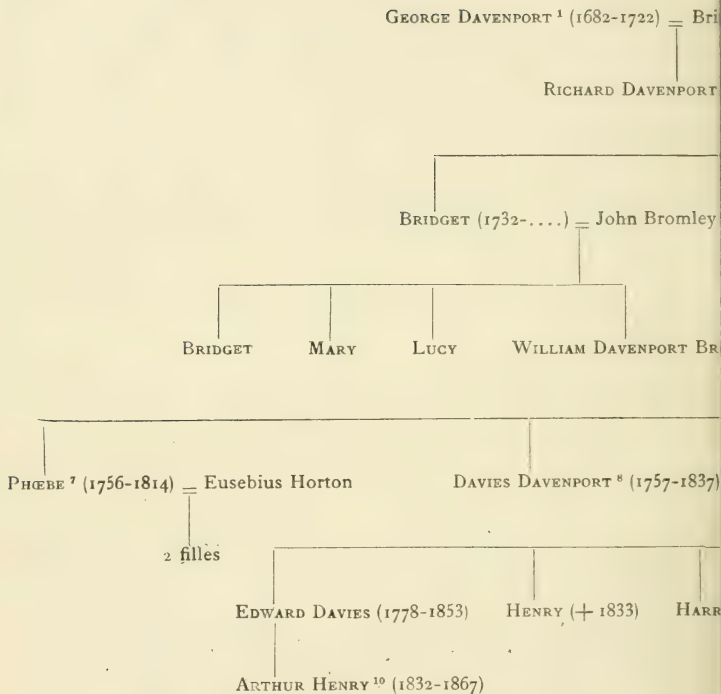 GEORGE DAVENPORT ¹ (1682-1722) = Bri
RICHARD DAVENPORT
BRIDGET (1732-....) = John Bromley
BRIDGET MARY LUCY WILLIAM DAVENPORT BR
PHŒBE ⁷ (1756-1814) = Eusebius Horton DAVIES DAVENPORT ⁸ (1757-1837)
2 filles
EDWARD DAVIES (1778-1853) HENRY (+ 1833) HARR
ARTHUR HENRY ¹⁰ (1832-1867)